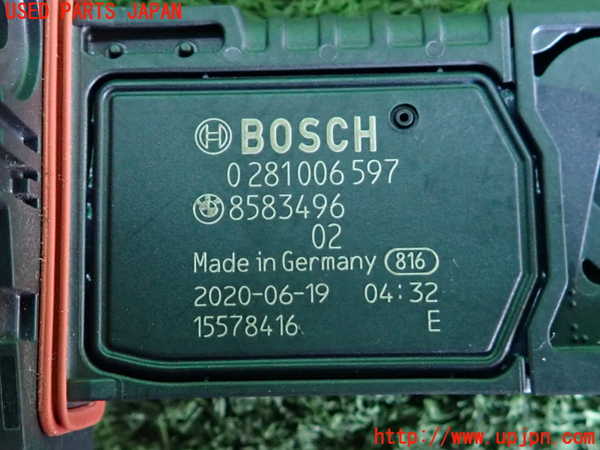 USED PARTS JAPAN
BOSCH
0 281 006 597
8583496
02
Made in Germany 816
2020-06-19 04:32
15578416 E
http://www.upjpn.com/